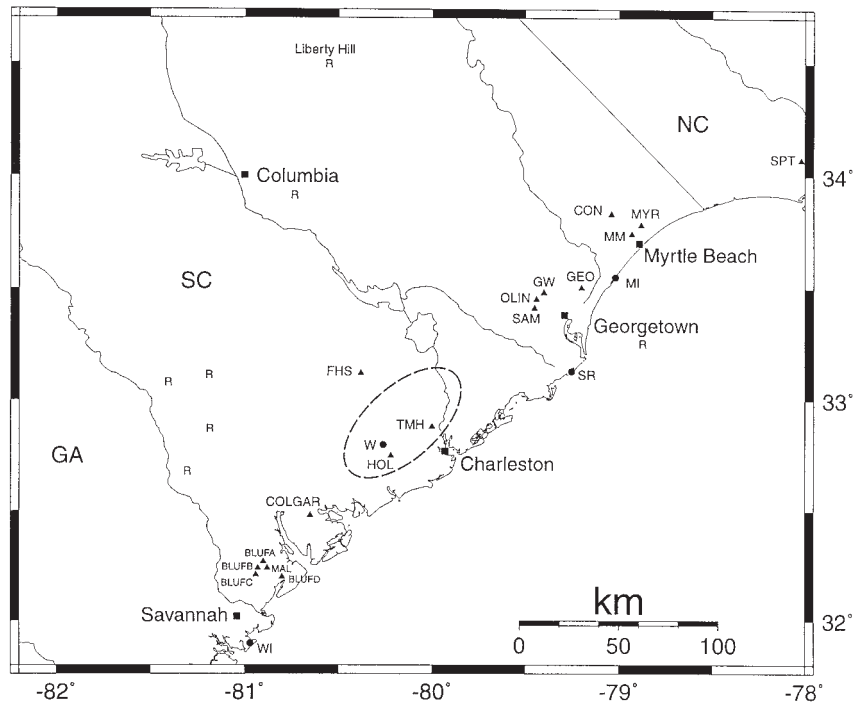 Liberty Hill
R
NC
SPT
34°
Columbia
R
CON
MYR
MM
Myrtle Beach
SC
GEO
MI
GW
OLIN
SAM
Georgetown
R
FHS
SR
R
R
33°
TMH
R
W
GA
HOL
Charleston
R
COLGAR
BLUFA
BLUFB
MAL
BLUFC
BLUFD
km
Savannah
32°
WI
0 50 100
-82° -81° -80° -79° -78°